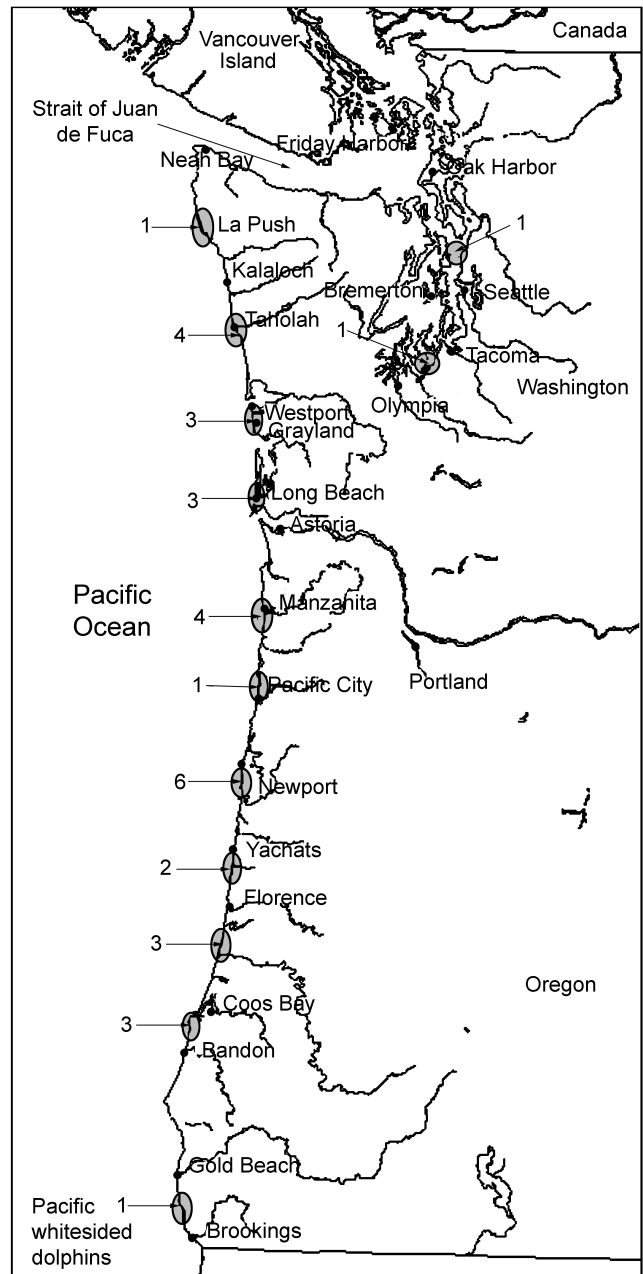 Canada
Vancouver
Island
Strait of Juan
de Fuca
Friday Harbor
Neah Bay
Oak Harbor
1
La Push
1
Kalaloch
Bremerton
Seattle
4
Taholah
1
Tacoma
Washington
Olympia
3
Westport
Grayland
3
Long Beach
Astoria
Pacific
Ocean
4
Manzanita
1
Pacific City
Portland
6
Newport
Yachats
2
Florence
3
Oregon
Coos Bay
3
Bandon
Gold Beach
Pacific
whitesided
dolphins
1
Brookings